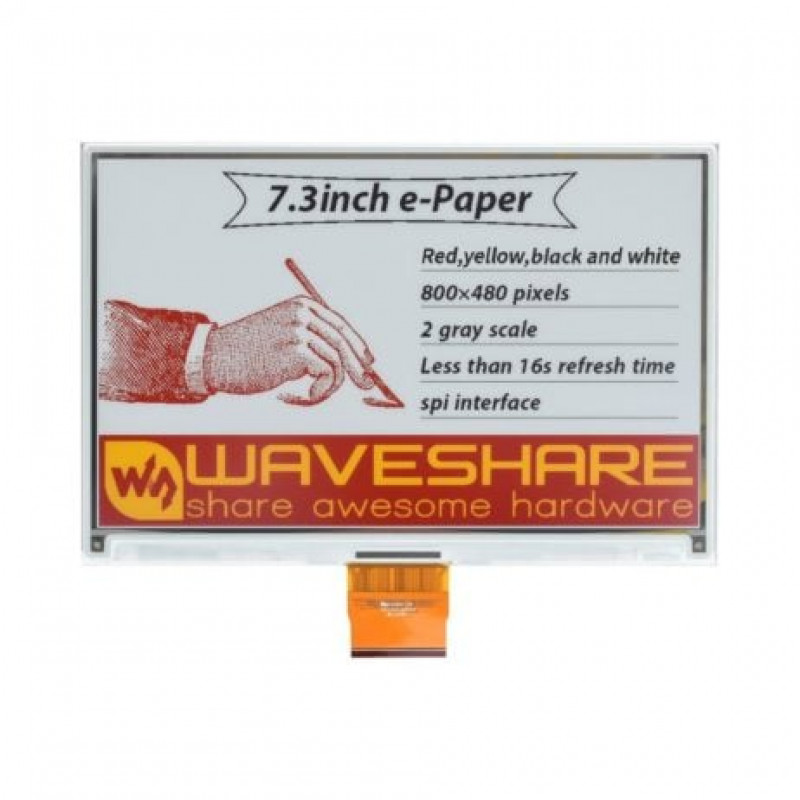 7.3inch e-Paper
Red,yellow,black and white
800×480 pixels
2 gray scale
Less than 16s refresh time
spi interface
WAVESHARE
share awesome hardware